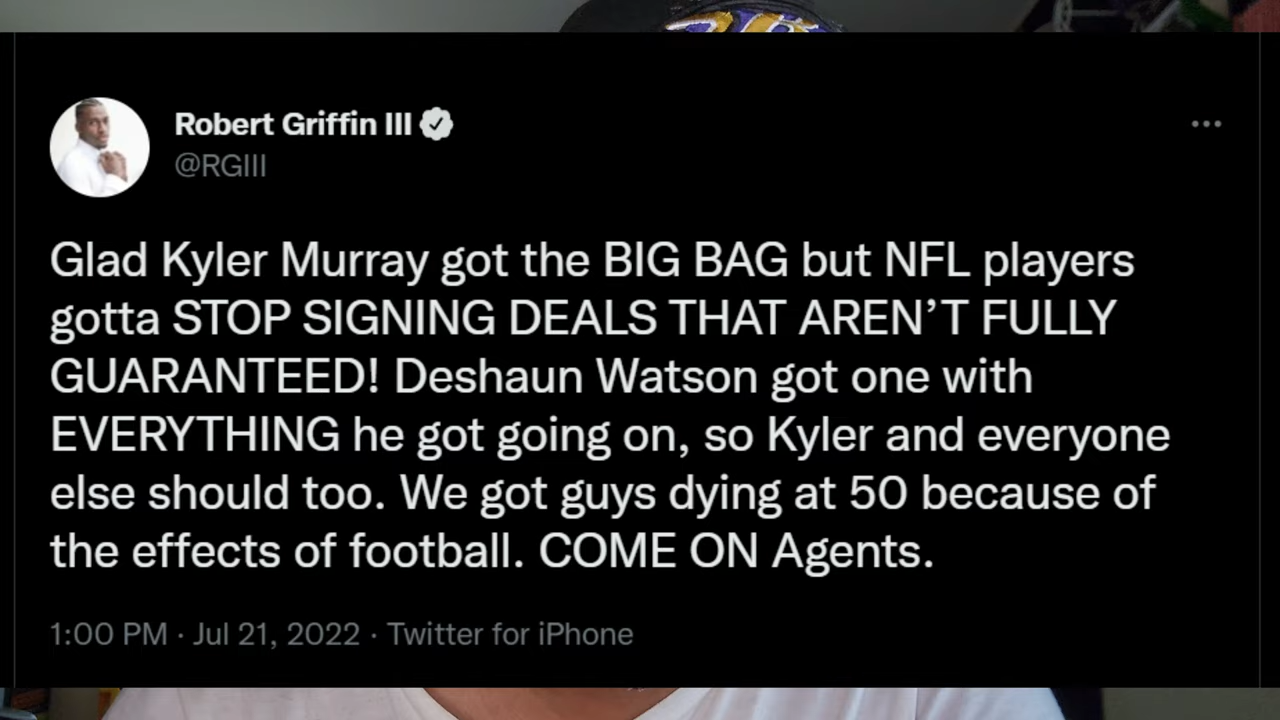 Robert Griffin III
@RGIII
Glad Kyler Murray got the BIG BAG but NFL players
gotta STOP SIGNING DEALS THAT AREN’T FULLY
GUARANTEED! Deshaun Watson got one with
EVERYTHING he got going on, so Kyler and everyone
else should too. We got guys dying at 50 because of
the effects of football. COME ON Agents.
1:00 PM · Jul 21, 2022 · Twitter for iPhone